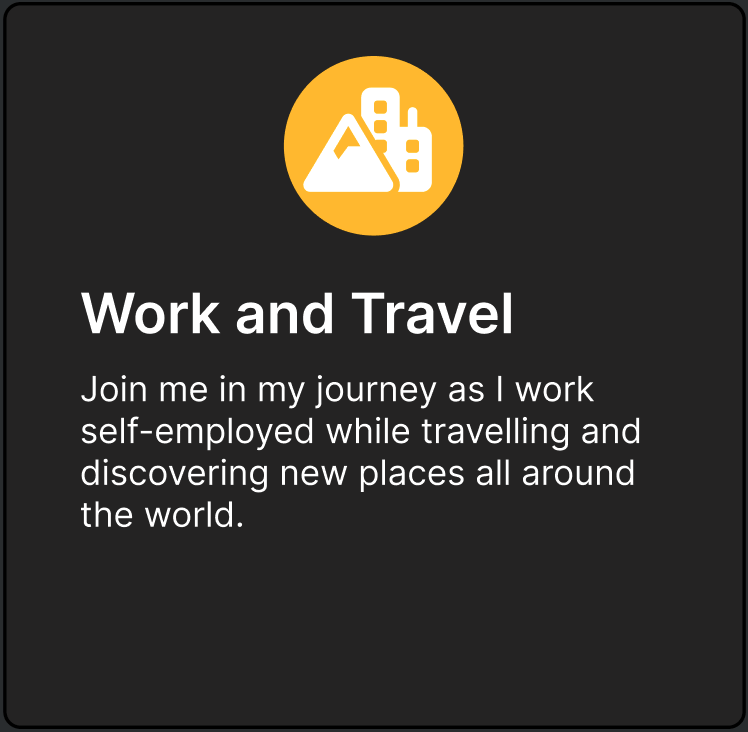 Work and Travel
Join me in my journey as I work
self-employed while travelling and
discovering new places all around
the world.